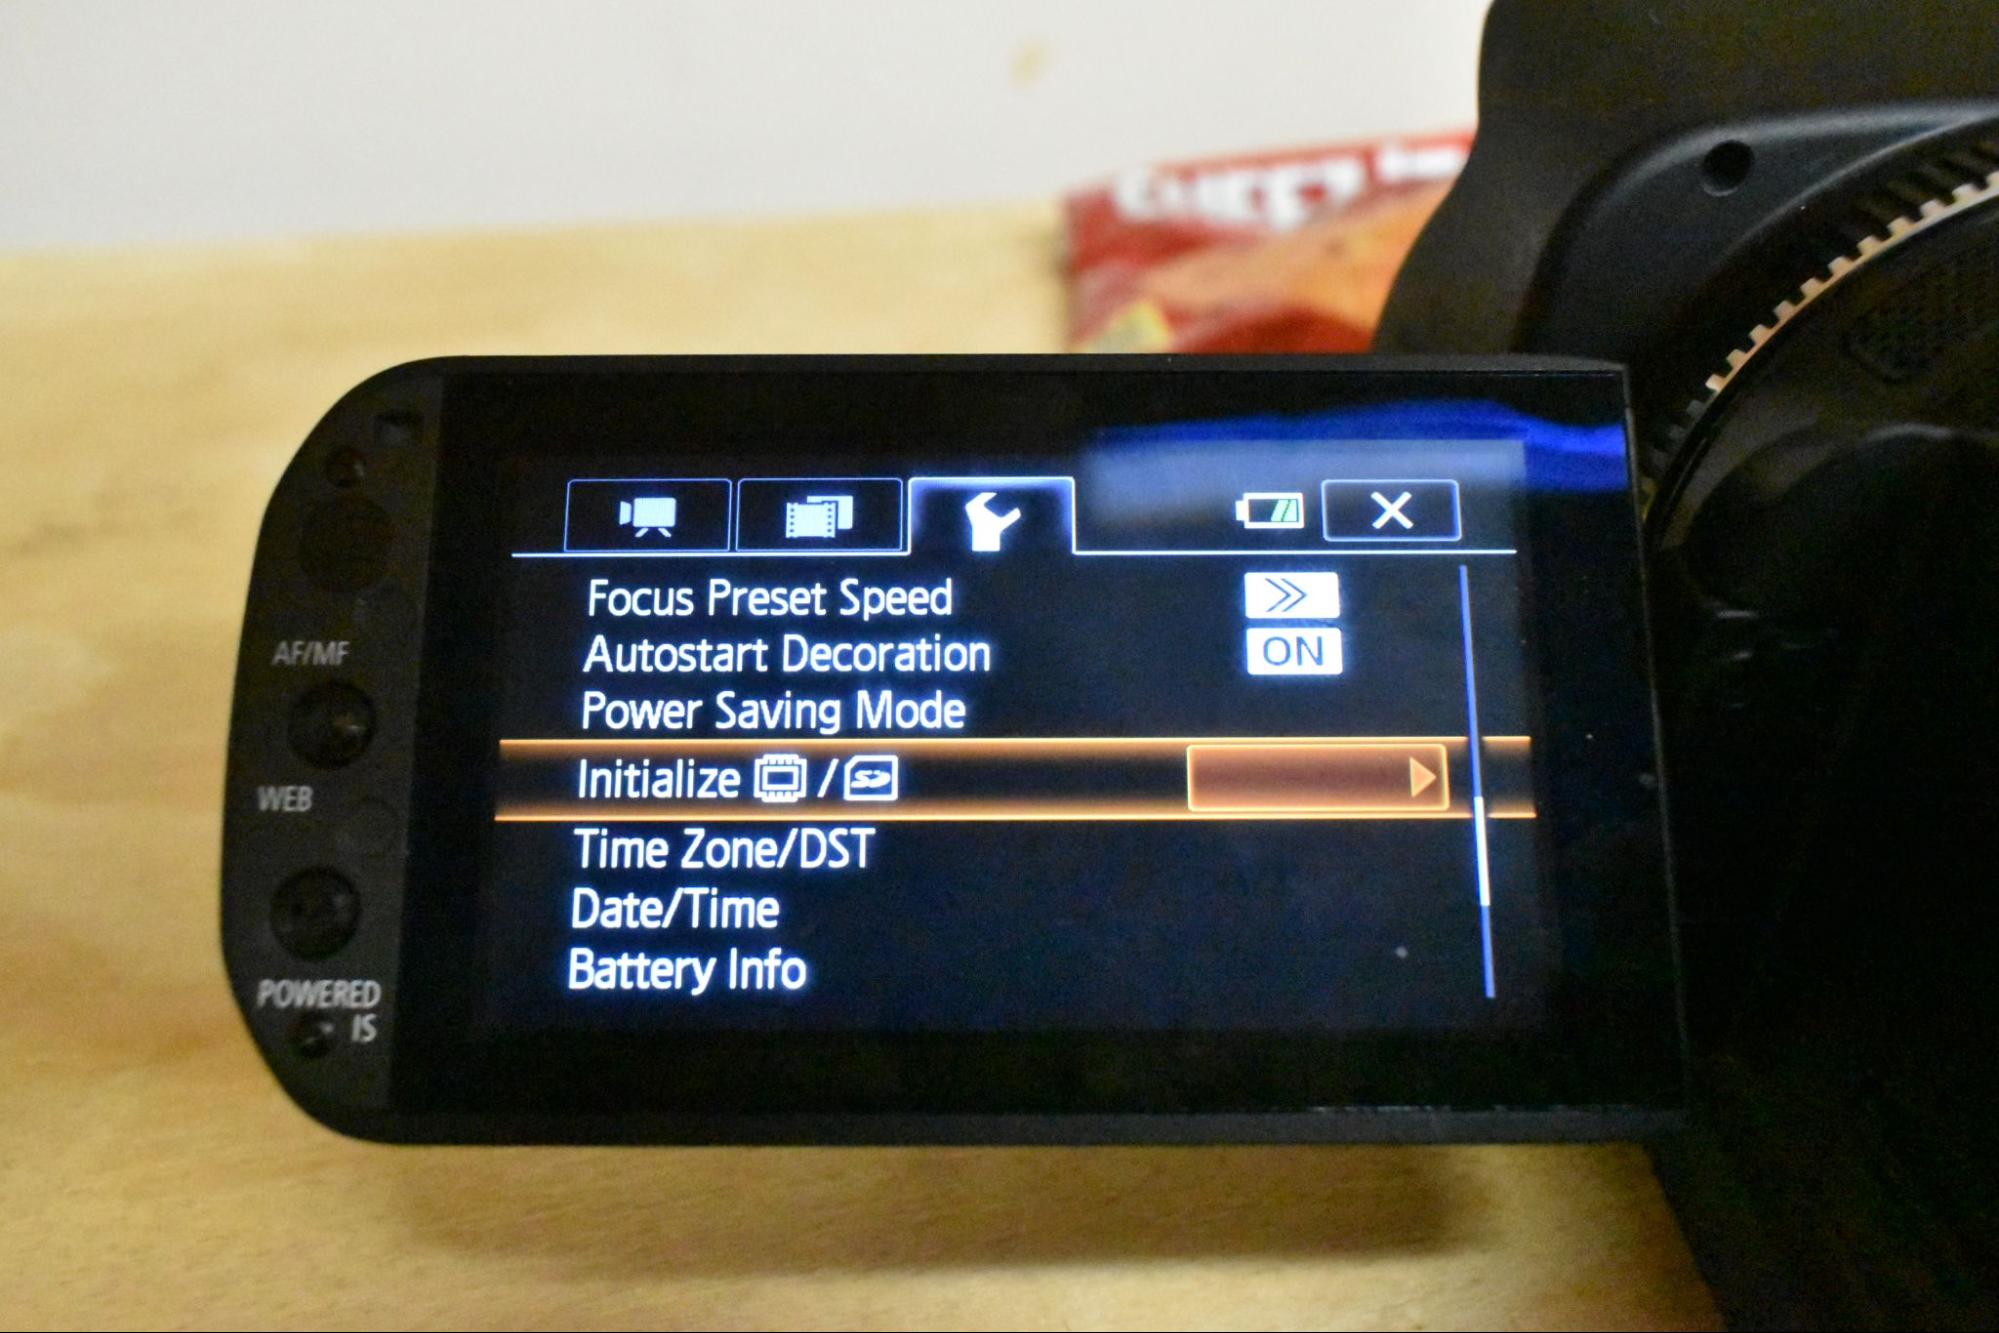 Focus Preset Speed
Autostart Decoration ON
Power Saving Mode
Initialize / SD
Time Zone/DST
Date/Time
Battery Info
AF/MF
WEB
POWERED
IS